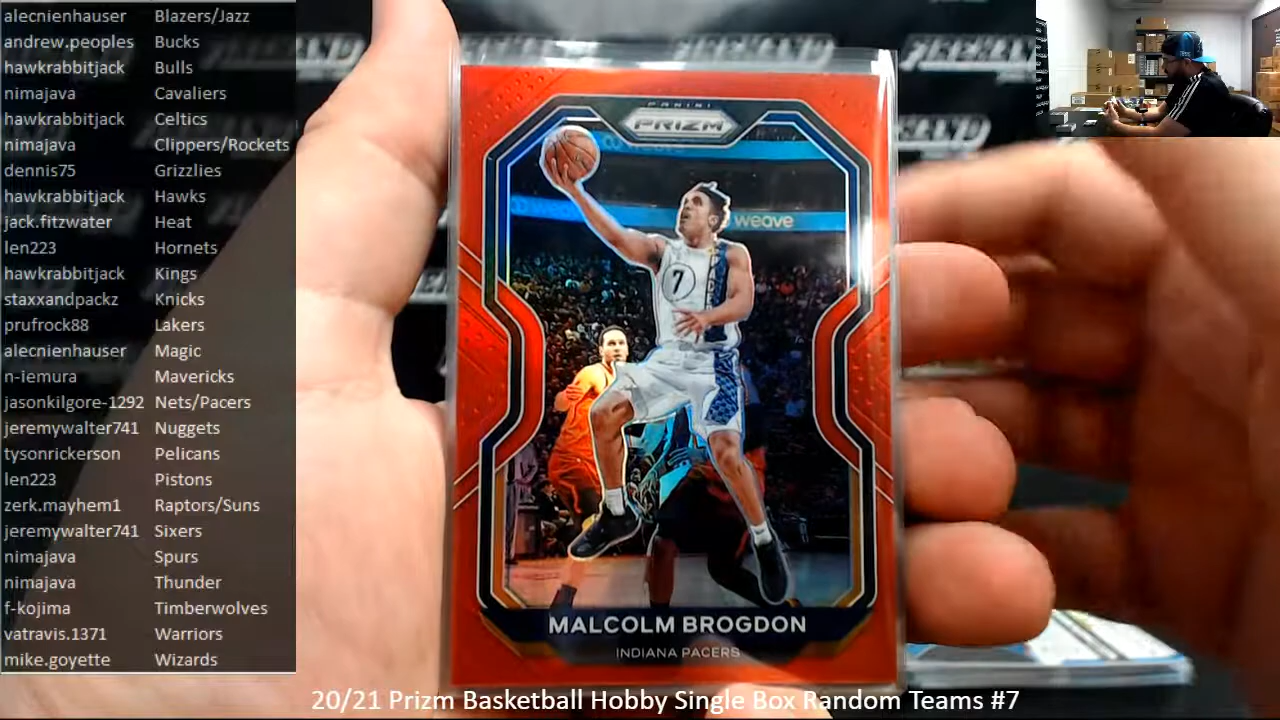 alecnienhauser Blazers/Jazz
andrew.peoples Bucks
hawkrabbitjack Bulls
nimajava Cavaliers
hawkrabbitjack Celtics
nimajava Clippers/Rockets
dennis75 Grizzlies
hawkrabbitjack Hawks
jack.fitzwater Heat
len223 Hornets
hawkrabbitjack Kings
staxxandpackz Knicks
prufrock88 Lakers
alecnienhauser Magic
n-iemura Mavericks
jasonkilgore-1292 Nets/Pacers
jeremywalter741 Nuggets
tysonrickerson Pelicans
len223 Pistons
zerk.mayhem1 Raptors/Suns
jeremywalter741 Sixers
nimajava Spurs
nimajava Thunder
f-kojima Timberwolves
vatravis.1371 Warriors
mike.goyette Wizards
PANINI
PRIZM
weave
7
MALCOLM BROGDON
INDIANA PACERS
20/21 Prizm Basketball Hobby Single Box Random Teams #7